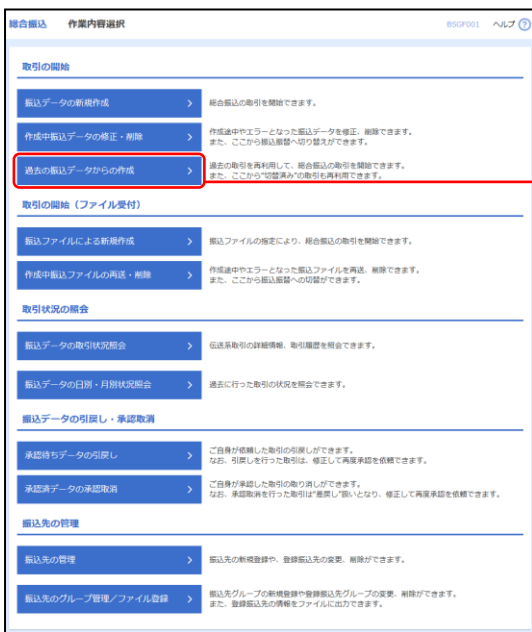 総合振込 作業内容選択 BSGF001 ヘルプ ?
取引の開始
振込データの新規作成 >
総合振込の取引を開始できます。
作成中振込データの修正・削除 >
作成途中やエラーとなった振込データを修正、削除できます。
また、ここから振込振替へ切り替えができます。
過去の振込データからの作成 >
過去の取引を再利用して、総合振込の取引を開始できます。
また、ここから"切替済み"の取引も再利用できます。
取引の開始（ファイル受付）
振込ファイルによる新規作成 >
振込ファイルの指定により、総合振込の取引を開始できます。
作成中振込ファイルの再送・削除 >
作成途中やエラーとなった振込ファイルを再送、削除できます。
また、ここから振込振替への切替ができます。
取引状況の照会
振込データの取引状況照会 >
伝送系取引の詳細情報、取引履歴を照会できます。
振込データの日別・月別状況照会 >
過去に行った取引の状況を照会できます。
振込データの引戻し・承認取消
承認待ちデータの引戻し >
ご自身が依頼した取引の引戻しができます。
なお、引戻しを行った取引は、修正して再度承認を依頼できます。
承認済データの承認取消 >
ご自身が承認した取引の取り消しができます。
なお、承認取消を行った取引は"差戻し"扱いとなり、修正して再度承認を依頼できます。
振込先の管理
振込先の管理 >
振込先の新規登録や、登録振込先の変更、削除ができます。
振込先のグループ管理／ファイル登録 >
振込先グループの新規登録や登録振込先グループの変更、削除ができます。
また、登録振込先の情報をファイルに出力できます。